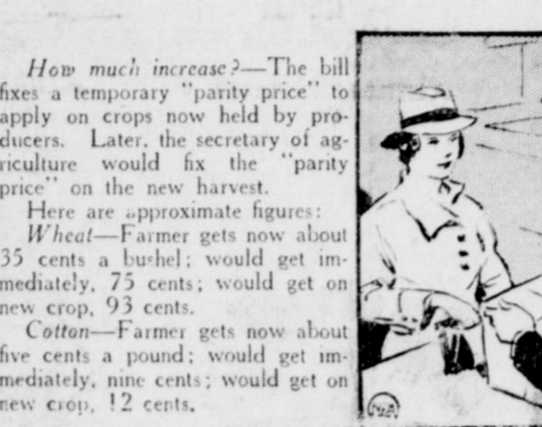 How much increase?—The bill
fixes a temporary "parity price" to
apply on crops now held by pro-
ducers. Later, the secretary of ag-
riculture would fix the "parity
price" on the new harvest.
Here are approximate figures:
Wheat—Farmer gets now about
35 cents a bushel; would get im-
mediately, 75 cents; would get on
new crop, 93 cents.
Cotton—Farmer gets now about
five cents a pound; would get im-
mediately, nine cents; would get on
new crop, 12 cents.